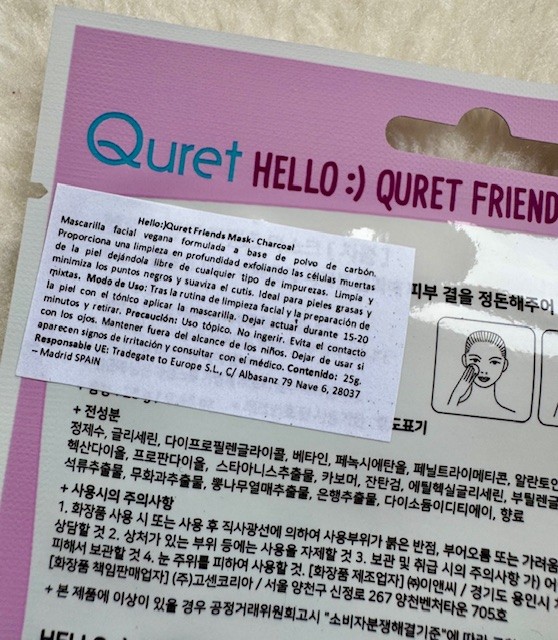 Quret HELLO :) QURET FRIEND
Hello:)Quret Friends Mask- Charcoal
Mascarilla facial vegana formulada a base de polvo de carbón.
Proporciona una limpieza en profundidad exfoliando las células muertas
de la piel dejándola libre de cualquier tipo de impurezas. Limpia y
minimiza los puntos negros y suaviza el cutis. Ideal para pieles grasas y
mixtas. Modo de Uso: Tras la rutina de limpieza facial y la preparación de
la piel con el tónico aplicar la mascarilla. Dejar actuar durante 15-20
minutos y retirar. Precaución: Uso tópico. No ingerir. Evita el contacto
con los ojos. Mantener fuera del alcance de los niños. Dejar de usar si
aparecen signos de irritación y consultar con el médico. Contenido: 25g.
Responsable UE: Tradegate to Europe S.L., C/ Albasanz 79 Nave 6, 28037
– Madrid SPAIN
피부 결을 정돈해주어
도표기
+ 전성분
정제수, 글리세린, 다이프로필렌글라이콜, 베타인, 페녹시에탄올, 페닐트라이메티콘, 알란토인
헥산다이올, 프로판다이올, 스타아니스추출물, 카보머, 잔탄검, 에틸헥실글리세린, 부틸렌글
석류추출물, 무화과추출물, 뽕나무열매추출물, 은행추출물, 다이소듐이디티에이, 향료
+ 사용시의 주의사항
1. 화장품 사용 시 또는 사용 후 직사광선에 의하여 사용부위가 붉은 반점, 부어오름 또는 가려움
상담할 것 2. 상처가 있는 부위 등에는 사용을 자제할 것 3. 보관 및 취급 시의 주의사항 가) 어
피해서 보관할 것 4. 눈 주위를 피하여 사용할 것. [화장품 제조업자] ㈜이앤씨 / 경기도 용인시 처
[화장품 책임판매업자] (주)고센코리아 / 서울 양천구 신정로 267 양천벤처타운 705호
+ 본 제품에 이상이 있을 경우 공정거래위원회고시 "소비자분쟁해결기준"에 따라